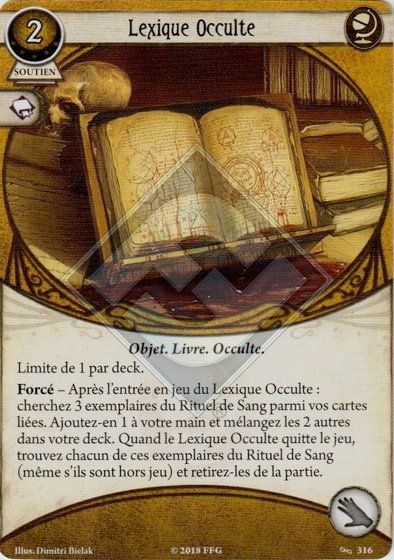 2
Lexique Occulte
SOUTIEN
Objet. Livre. Occulte.
Limite de 1 par deck.
Forcé – Après l'entrée en jeu du Lexique Occulte :
cherchez 3 exemplaires du Rituel de Sang parmi vos cartes
liées. Ajoutez-en 1 à votre main et mélangez les 2 autres
dans votre deck. Quand le Lexique Occulte quitte le jeu,
trouvez chacun de ces exemplaires du Rituel de Sang
(même s'ils sont hors jeu) et retirez-les de la partie.
Illus. Dimitri Bielak
© 2018 FFG
316